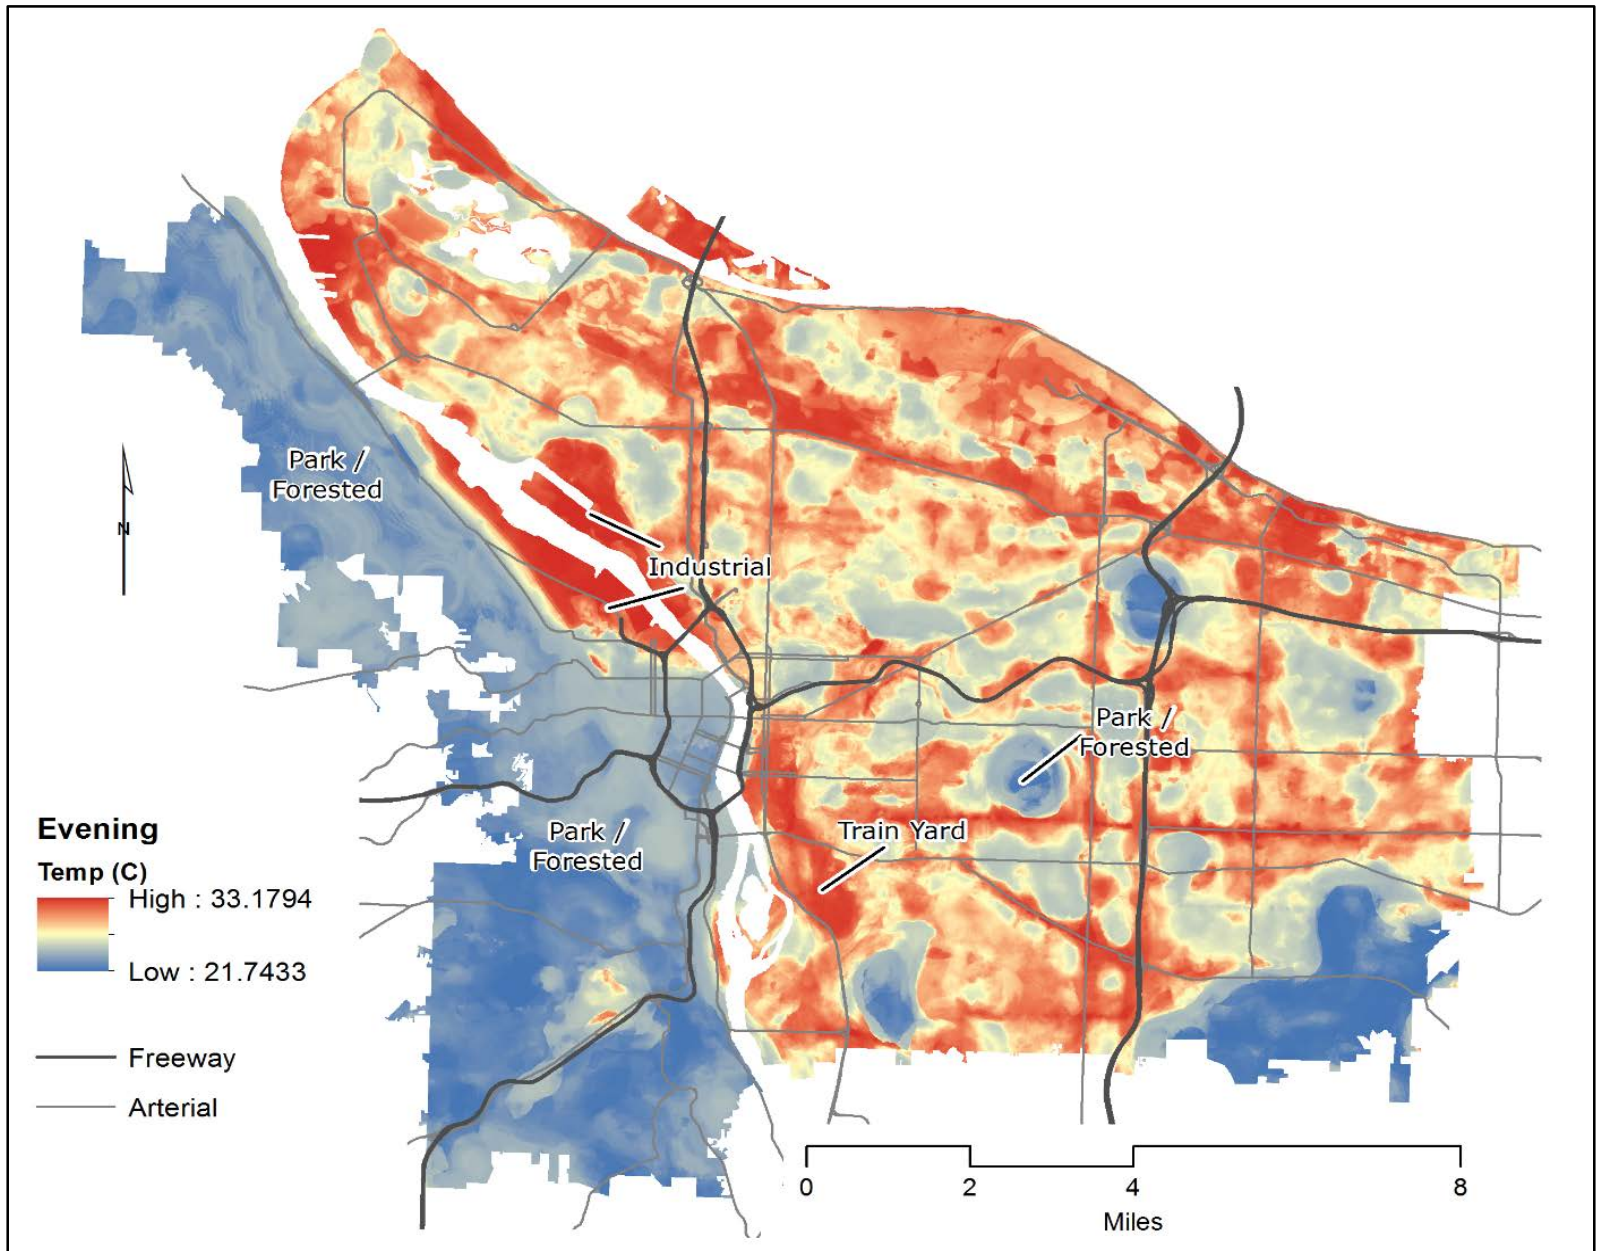 Park /
Forested
N
Industrial
Park /
Forested
Train Yard
Park /
Forested
Evening
Temp (C)
High : 33.1794
Low : 21.7433
Freeway
Arterial
0 2 4 8
Miles